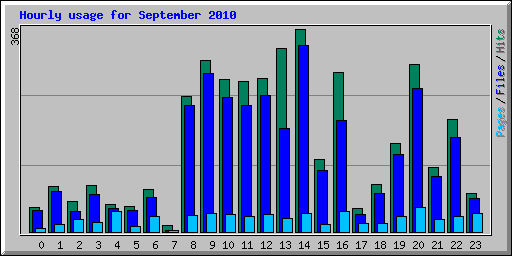 Hourly usage for September 2010
368
Pages / Files / Hits
0 1 2 3 4 5 6 7 8 9 10 11 12 13 14 15 16 17 18 19 20 21 22 23